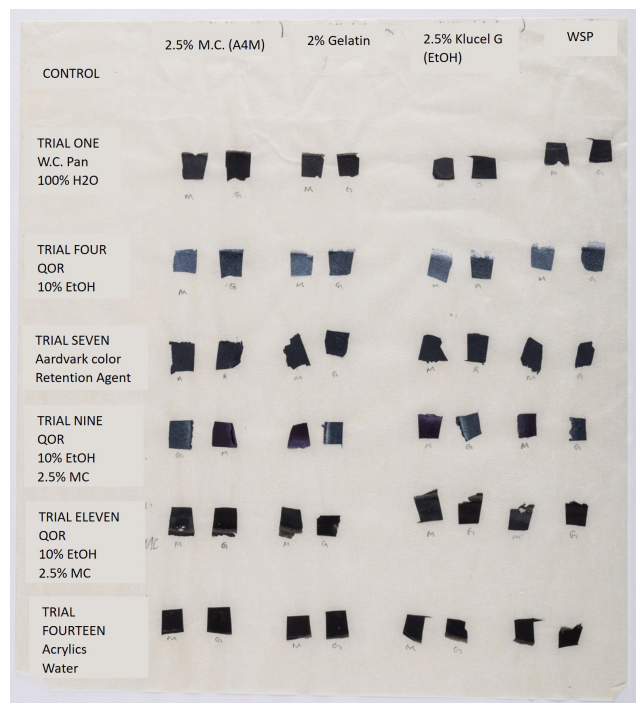 2.5% M.C. (A4M)
2% Gelatin
2.5% Klucel G
(EtOH)
WSP
CONTROL
TRIAL ONE
W.C. Pan
100% H2O
M G M G M G M G
TRIAL FOUR
QOR
10% EtOH
M G M G M G M G
TRIAL SEVEN
Aardvark color
Retention Agent
M G M G M G
TRIAL NINE
QOR
10% EtOH
2.5% MC
G M M G M G
TRIAL ELEVEN
QOR
10% EtOH
2.5% MC
MC
M G M G M G M G
TRIAL
FOURTEEN
Acrylics
Water
M G M G M G